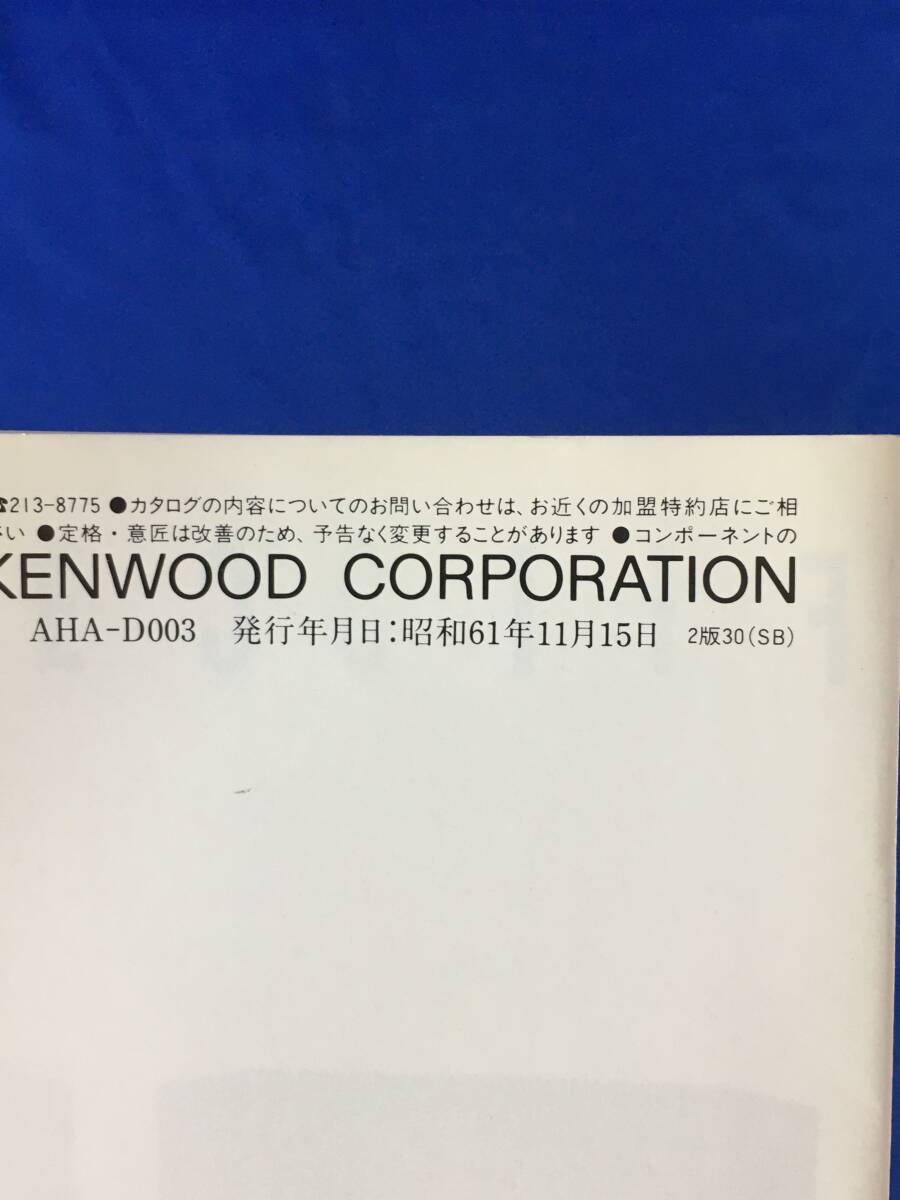 ☎213-8775 ●カタログの内容についてのお問い合わせは、お近くの加盟特約店にご相
さい ●定格・意匠は改善のため、予告なく変更することがあります ●コンポーネントの
KENWOOD CORPORATION
AHA-D003 発行年月日:昭和61年11月15日 2版30(SB)